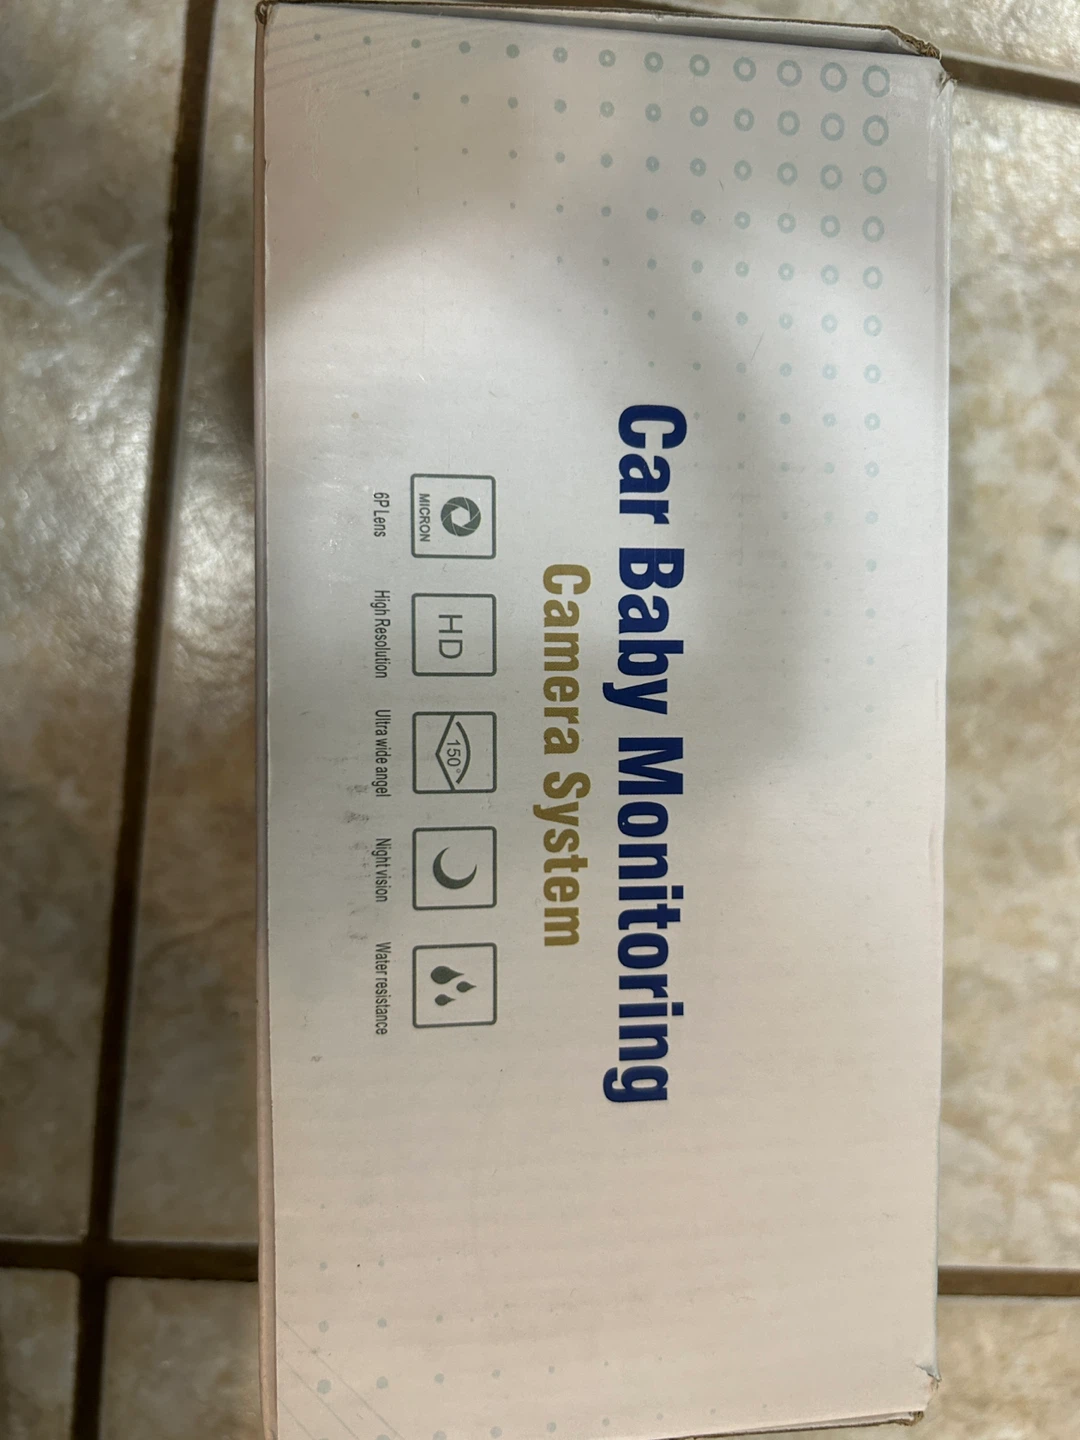 Car Baby Monitoring
Camera System
MICRON
HD
150°
6P Lens
High Resolution
Ultra wide angel
Night vision
Water resistance